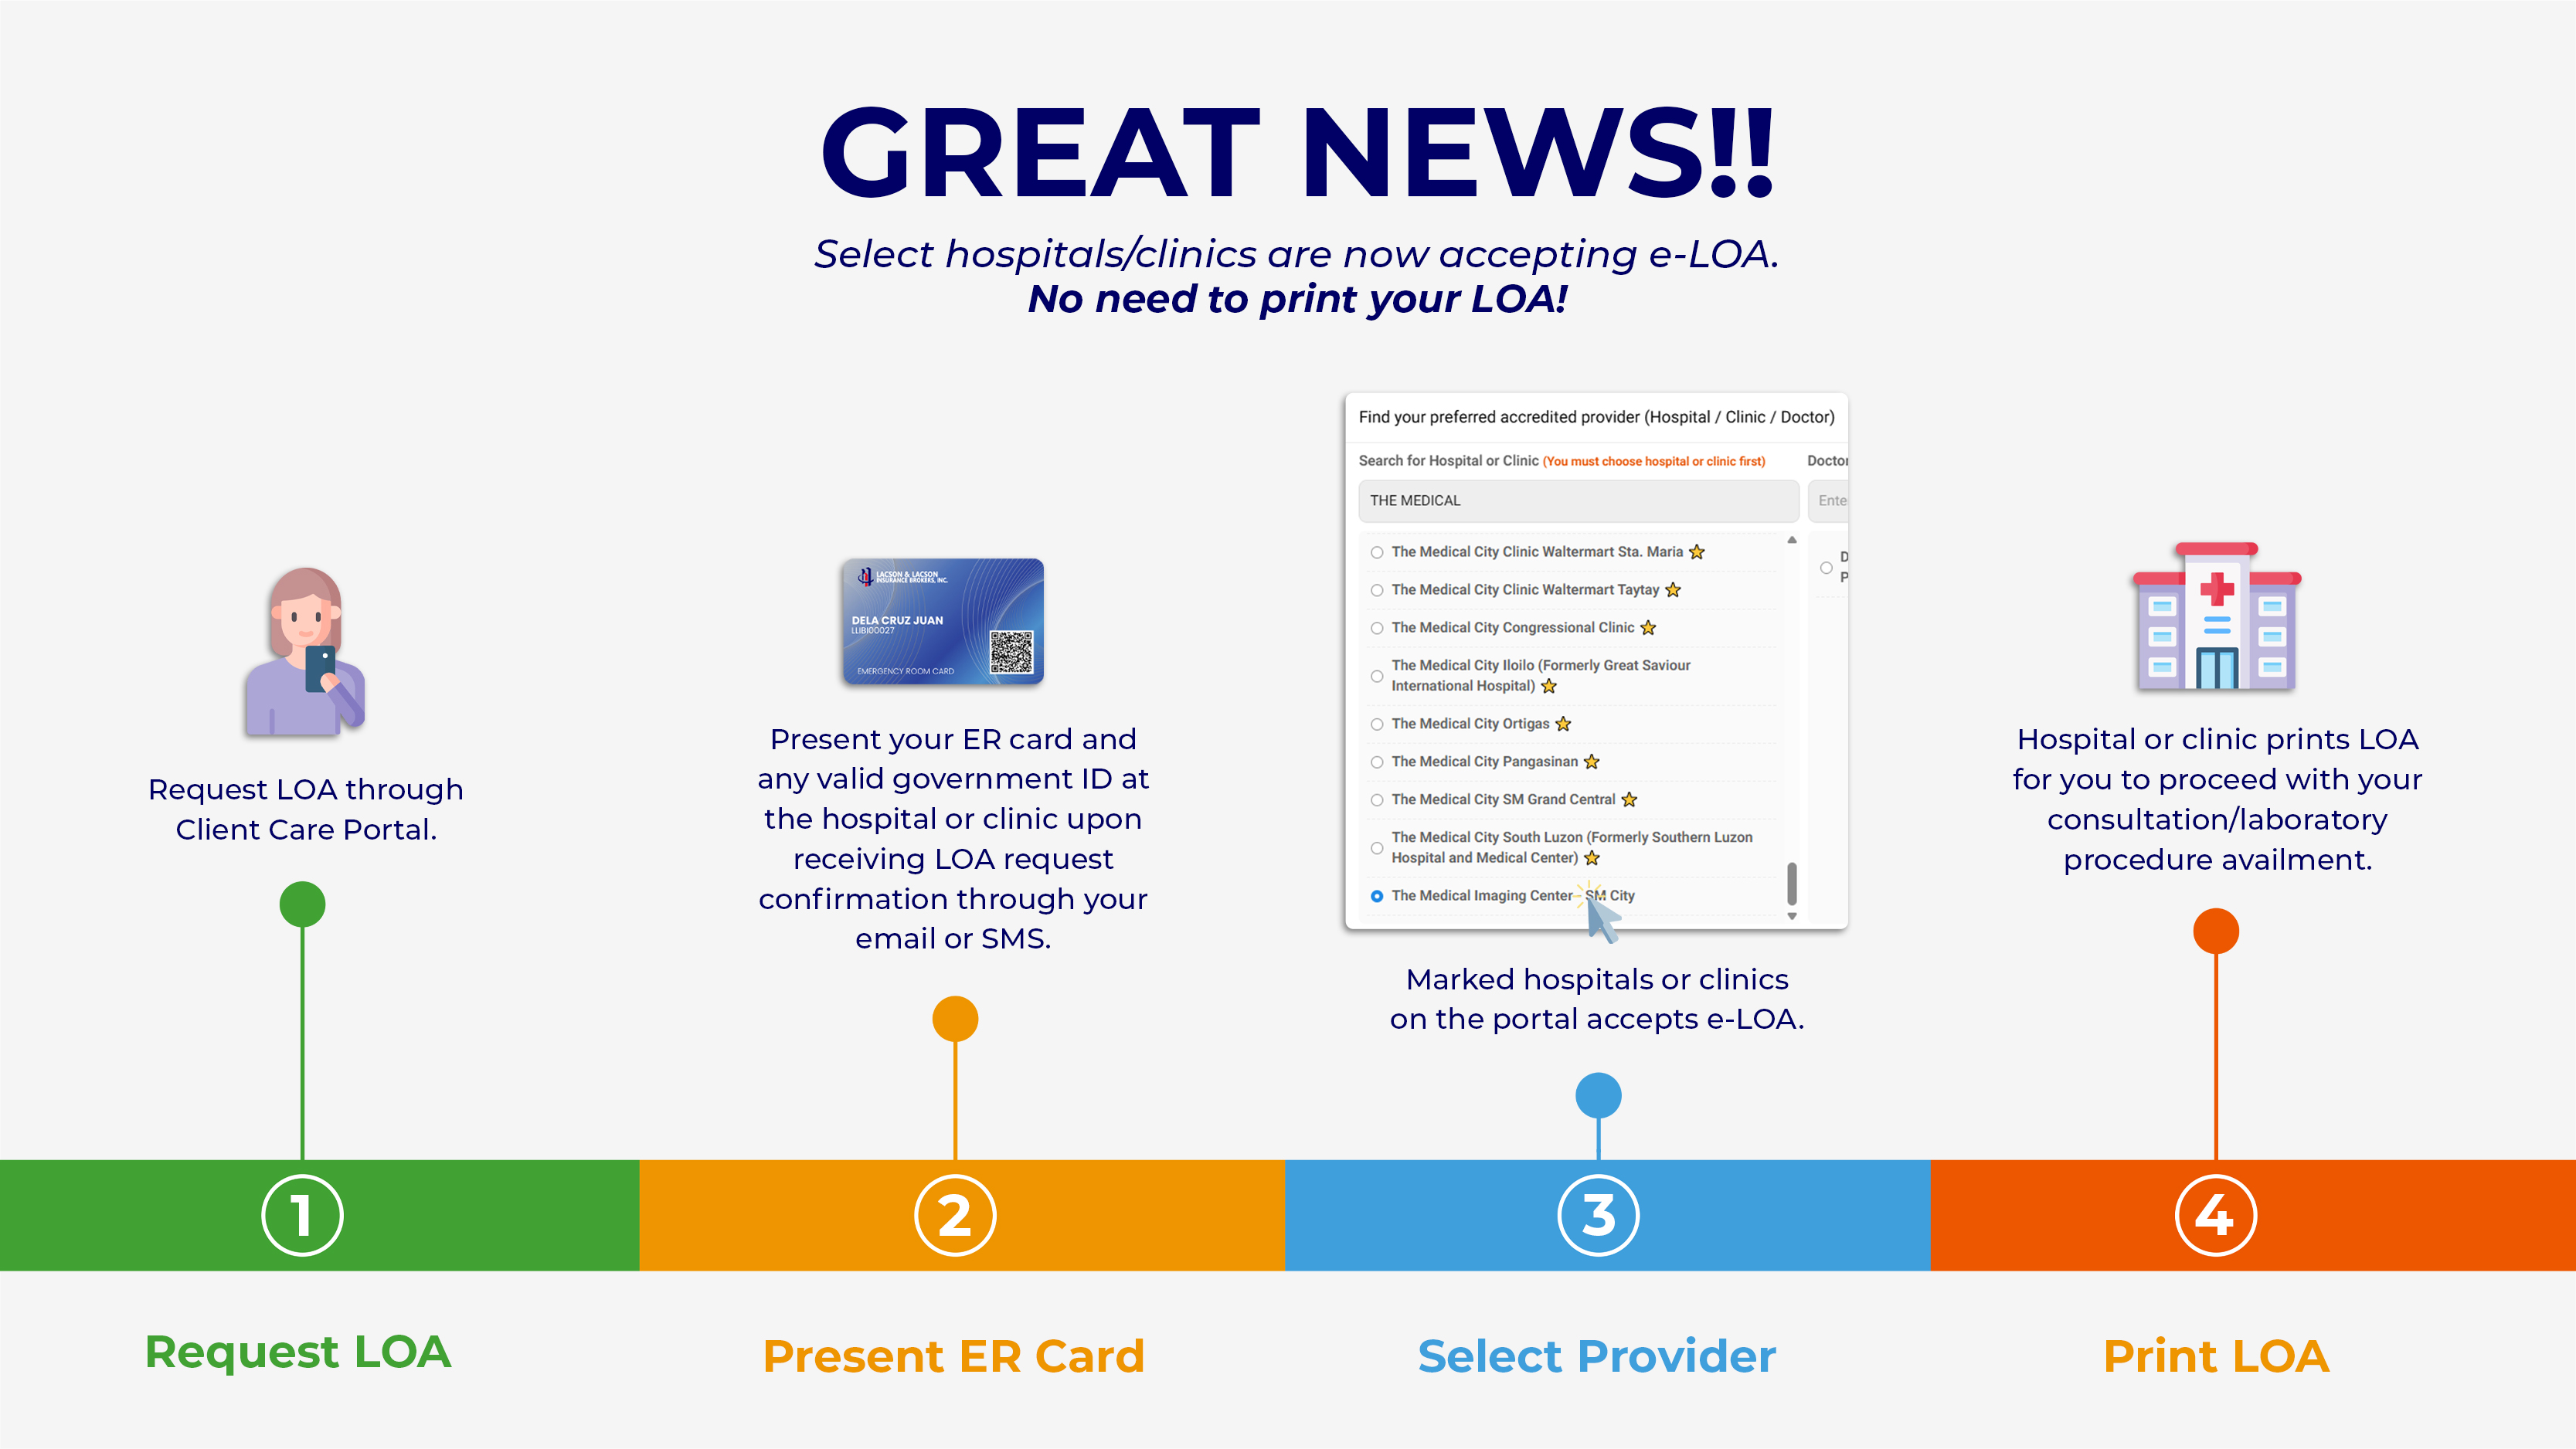 GREAT NEWS!!
Select hospitals/clinics are now accepting e-LOA.
No need to print your LOA!
Request LOA through
Client Care Portal.
LACSON & LACSON
INSURANCE BROKERS, INC.
DELA CRUZ JUAN
LLIBI00027
EMERGENCY ROOM CARD
Present your ER card and
any valid government ID at
the hospital or clinic upon
receiving LOA request
confirmation through your
email or SMS.
Find your preferred accredited provider (Hospital / Clinic / Doctor)
Search for Hospital or Clinic (You must choose hospital or clinic first)
Doctor
THE MEDICAL
Ente
The Medical City Clinic Waltermart Sta. Maria
The Medical City Clinic Waltermart Taytay
The Medical City Congressional Clinic
The Medical City Iloilo (Formerly Great Saviour
International Hospital)
The Medical City Ortigas
The Medical City Pangasinan
The Medical City SM Grand Central
The Medical City South Luzon (Formerly Southern Luzon
Hospital and Medical Center)
The Medical Imaging Center - SM City
D
P
Marked hospitals or clinics
on the portal accepts e-LOA.
Hospital or clinic prints LOA
for you to proceed with your
consultation/laboratory
procedure availment.
1
2
3
4
Request LOA
Present ER Card
Select Provider
Print LOA